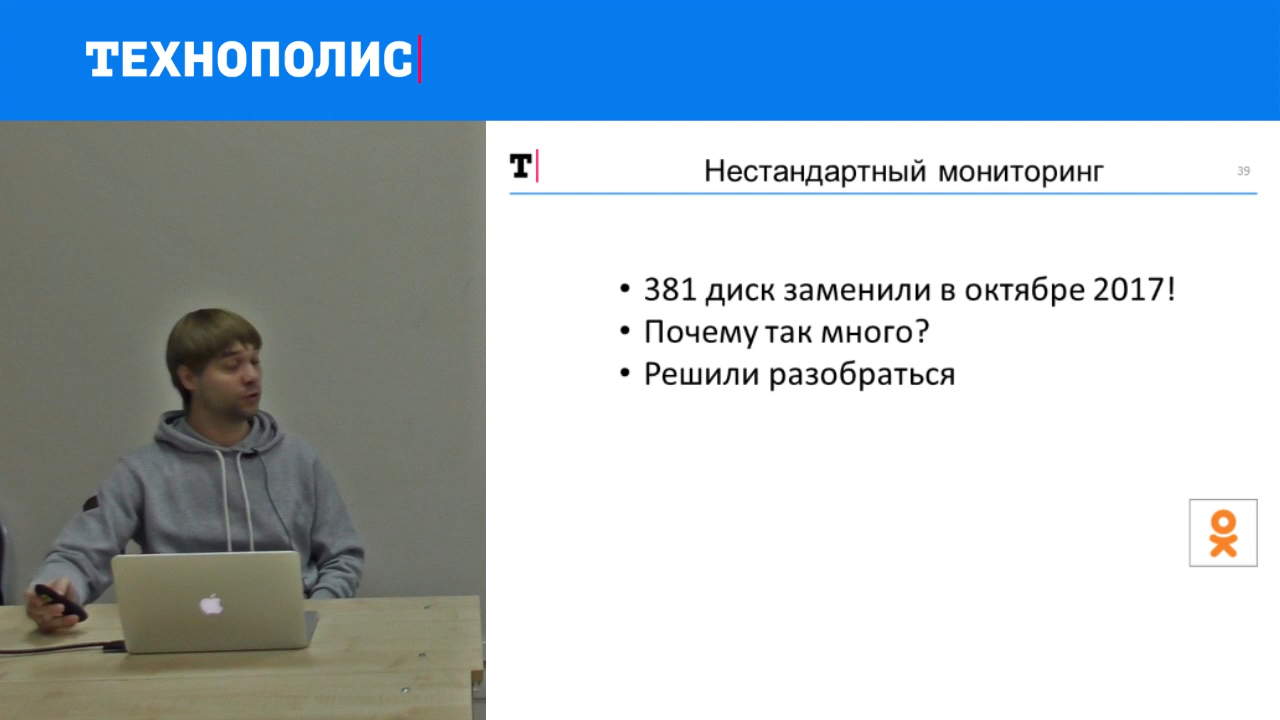 ТЕХНОПОЛИС
Т
Нестандартный мониторинг
39
• 381 диск заменили в октябре 2017!
• Почему так много?
• Решили разобраться